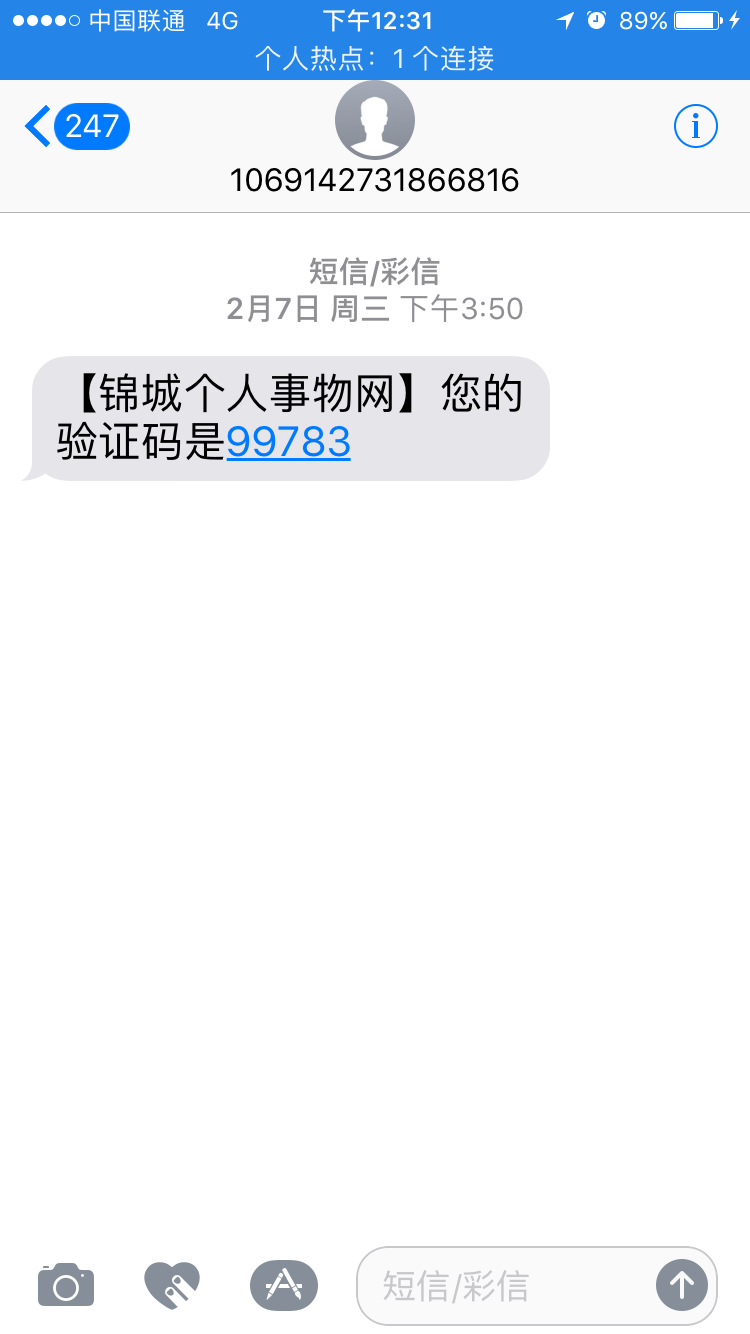 中国联通 4G 下午12:31 89%
个人热点：1 个连接
247
1069142731866816
短信/彩信
2月7日 周三 下午3:50
【锦城个人事物网】您的
验证码是99783
短信/彩信